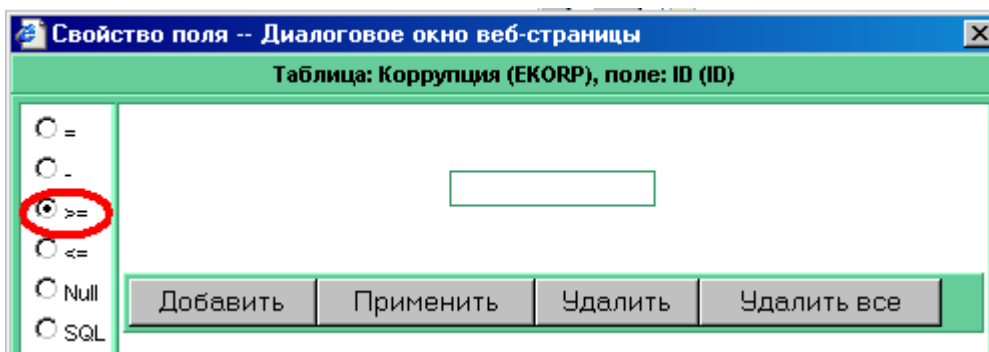 Свойство поля -- Диалоговое окно веб-страницы
Таблица: Коррупция (EKORP), поле: ID (ID)
=
-
>=
<=
Null
SQL
Добавить Применить Удалить Удалить все